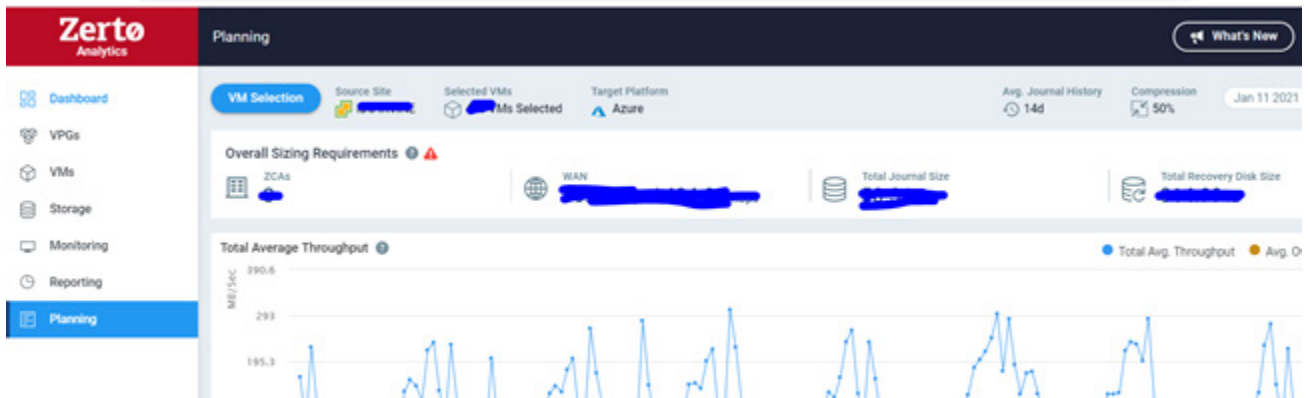 Zerto
Analytics
Planning
What's New
Dashboard
VPGs
VMs
Storage
Monitoring
Reporting
Planning
VM Selection
Source Site
Selected VMs
VMs Selected
Target Platform
Azure
Avg. Journal History
14d
Compression
50%
Jan 11 2021
Overall Sizing Requirements
ZCAs
WAN
Total Journal Size
Total Recovery Disk Size
Total Average Throughput
Total Avg. Throughput
Avg. O
MB/Sec
390.6
293
195.3